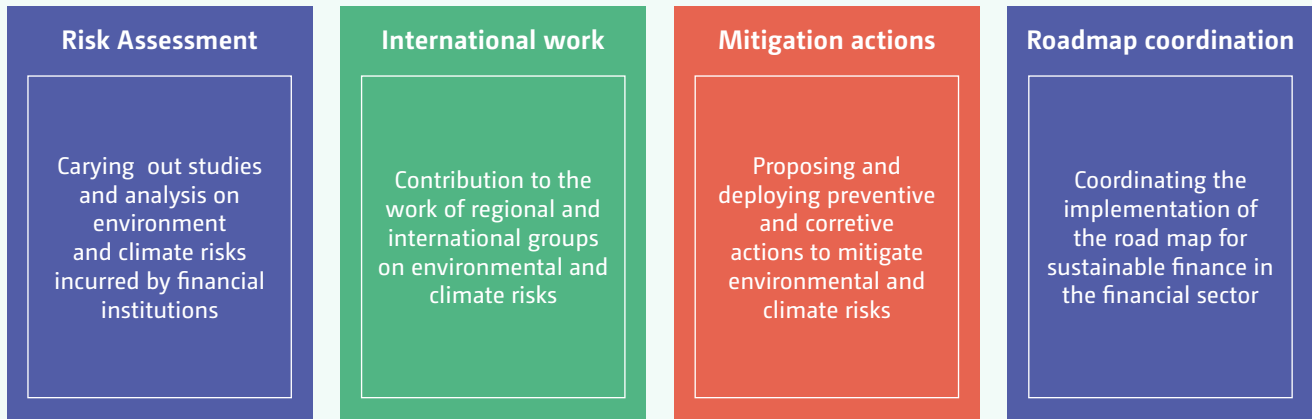 Risk Assessment
Carying  out studies
and analysis on
environment
and climate risks
incurred by financial
institutions
International work
Contribution to the
work of regional and
international groups
on environmental and
climate risks
Mitigation actions
Proposing and
deploying preventive
and corretive
actions to mitigate
environmental and
climate risks
Roadmap coordination
Coordinating the
implementation of
the road map for
sustainable finance in
the financial sector